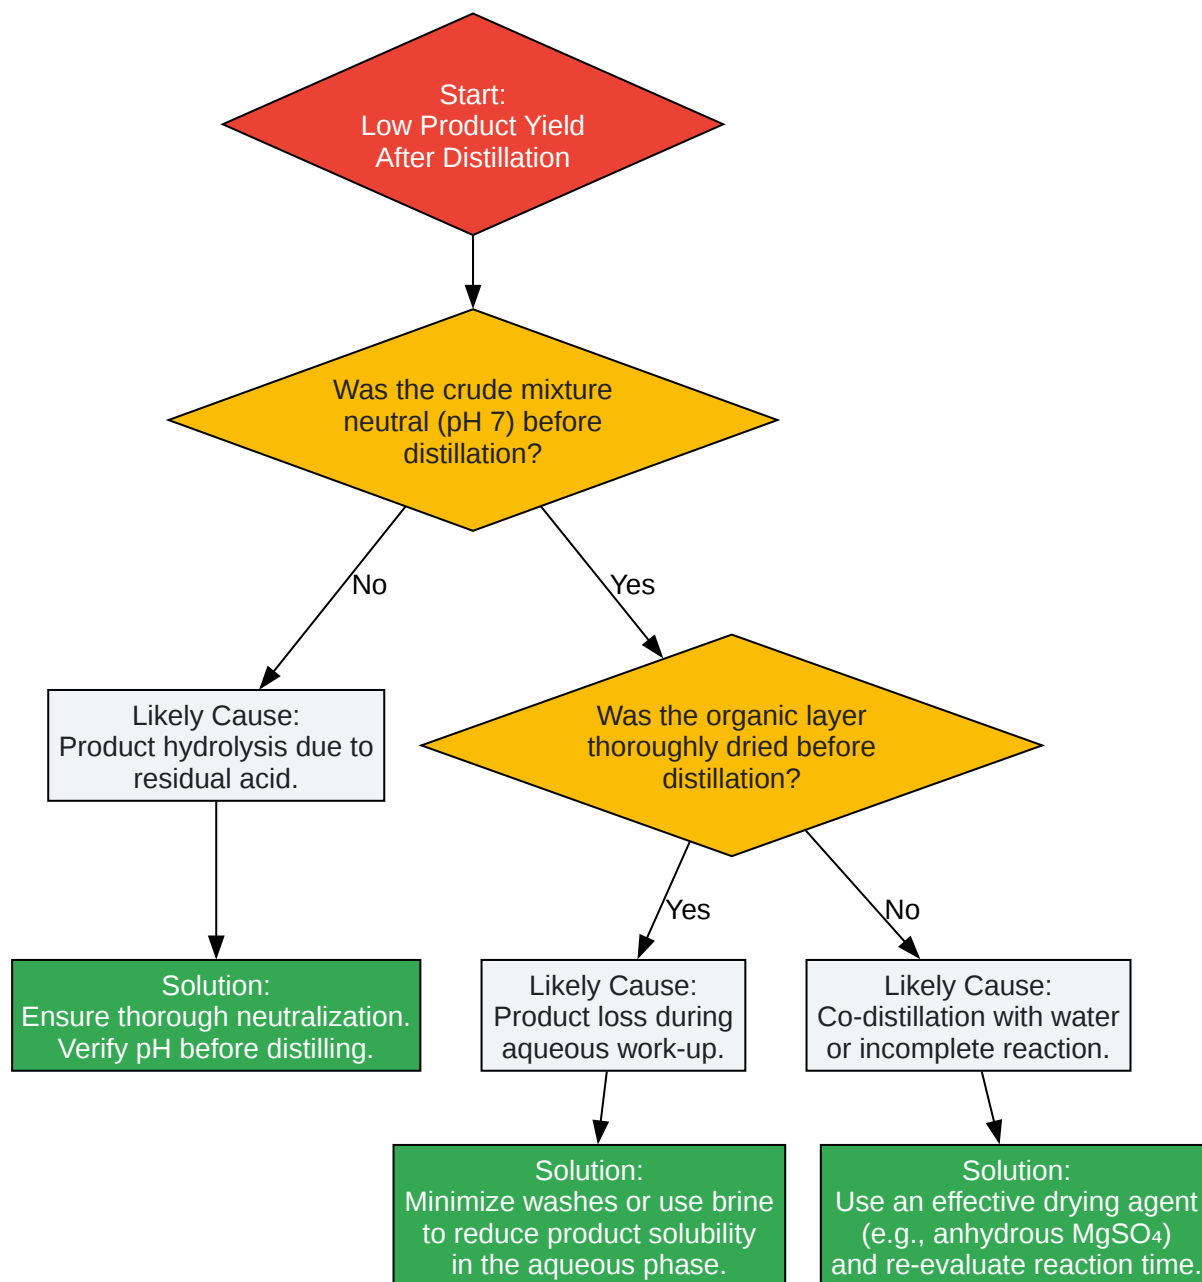 Start:
Low Product Yield
After Distillation
Was the crude mixture
neutral (pH 7) before
distillation?
No
Yes
Likely Cause:
Product hydrolysis due to
residual acid.
Was the organic layer
thoroughly dried before
distillation?
Yes
No
Solution:
Ensure thorough neutralization.
Verify pH before distilling.
Likely Cause:
Product loss during
aqueous work-up.
Likely Cause:
Co-distillation with water
or incomplete reaction.
Solution:
Minimize washes or use brine
to reduce product solubility
in the aqueous phase.
Solution:
Use an effective drying agent
(e.g., anhydrous MgSO₄)
and re-evaluate reaction time.